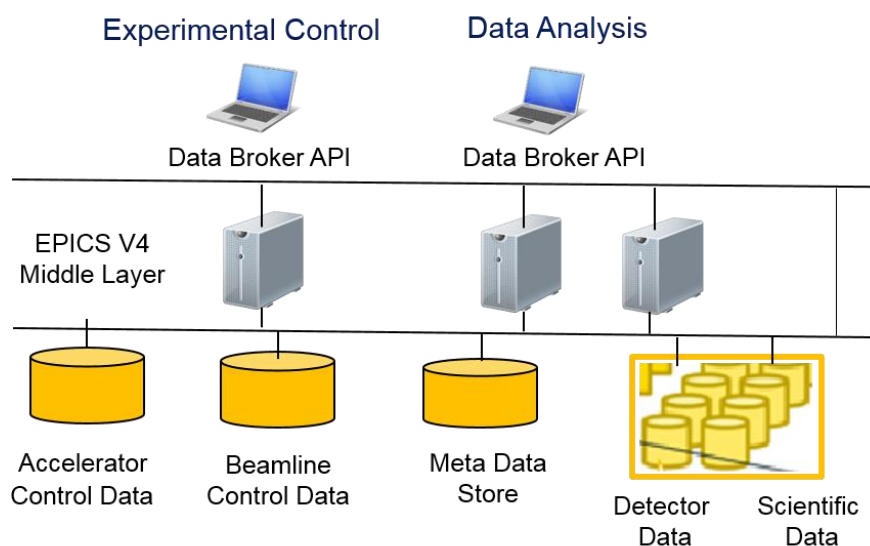 Experimental Control
Data Analysis
Data Broker API
Data Broker API
EPICS V4
Middle Layer
Accelerator
Control Data
Beamline
Control Data
Meta Data
Store
Detector
Data
Scientific
Data